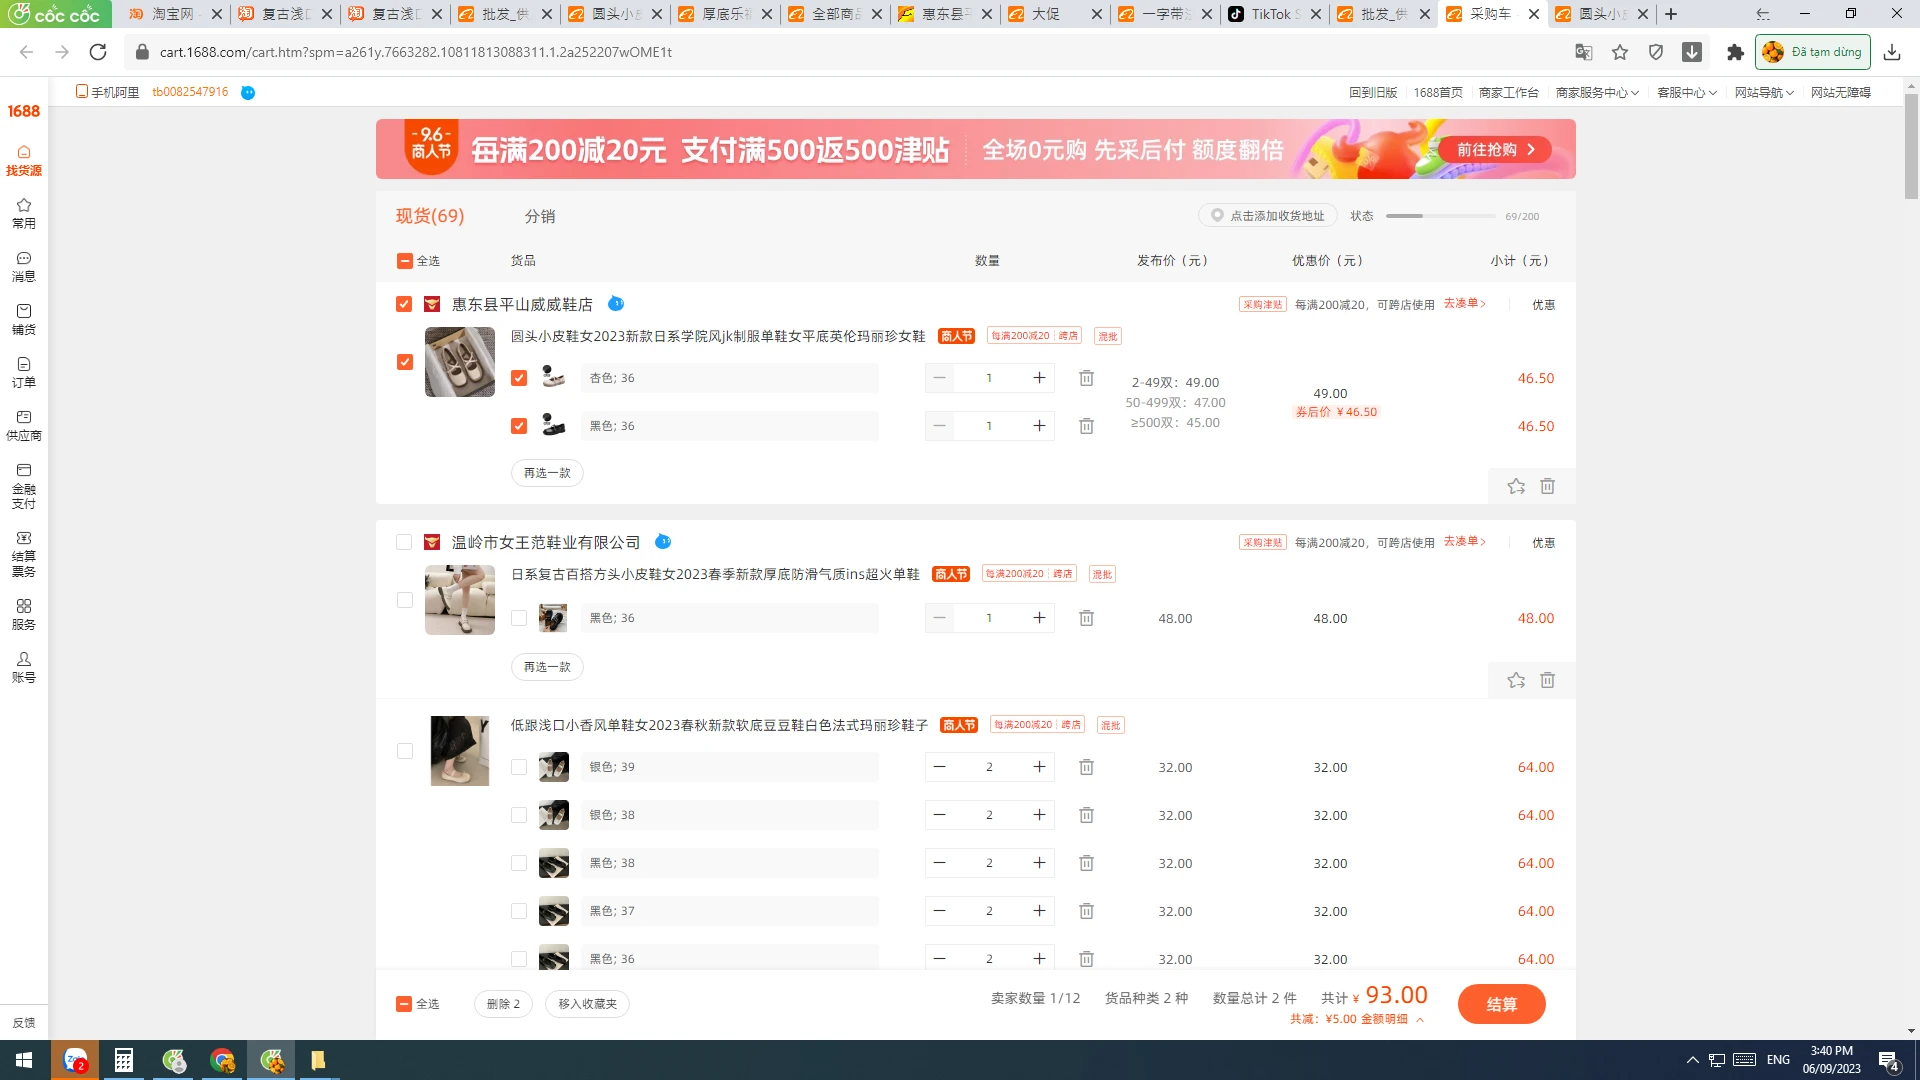 cốc cốc
淘宝网
复古浅口
复古浅口
批发_供
圆头小皮
厚底乐福
全部商品
惠东县平
大促
一字带浅
TikTok S
批发_供
采购车
圆头小皮
cart.1688.com/cart.htm?spm=a261y.7663282.10811813088311.1.2a252207wOME1t
Đã tạm dừng
手机阿里 tb0082547916
回到旧版 1688首页 商家工作台 商家服务中心 客服中心 网站导航 网站无障碍
1688
找货源
常用
消息
铺货
订单
供应商
金融
支付
结算
票务
服务
账号
反馈
-9.6-
商人节
每满200减20元 支付满500返500津贴 全场0元购 先采后付 额度翻倍 前往抢购
现货(69) 分销 点击添加收货地址 状态 69/200
全选 货品 数量 发布价（元） 优惠价（元） 小计（元）
惠东县平山威威鞋店 采购津贴 每满200减20，可跨店使用 去凑单 优惠
圆头小皮鞋女2023新款日系学院风jk制服单鞋女平底英伦玛丽珍女鞋 商人节 每满200减20 跨店 混批
杏色; 36 1 46.50
黑色; 36 1 46.50
2-49双：49.00
50-499双：47.00
≥500双：45.00
49.00
券后价 ￥46.50
再选一款
温岭市女王范鞋业有限公司 采购津贴 每满200减20，可跨店使用 去凑单 优惠
日系复古百搭方头小皮鞋女2023春季新款厚底防滑气质ins超火单鞋 商人节 每满200减20 跨店 混批
黑色; 36 1 48.00 48.00 48.00
再选一款
低跟浅口小香风单鞋女2023春秋新款软底豆豆鞋白色法式玛丽珍鞋子 商人节 每满200减20 跨店 混批
银色; 39 2 32.00 32.00 64.00
银色; 38 2 32.00 32.00 64.00
黑色; 38 2 32.00 32.00 64.00
黑色; 37 2 32.00 32.00 64.00
黑色; 36 2 32.00 32.00 64.00
全选 删除 2 移入收藏夹 卖家数量 1/12 货品种类 2 种 数量总计 2 件 共计 ￥ 93.00 结算
共减：¥5.00 金额明细
Zalo 2
ENG
3:40 PM
06/09/2023
4